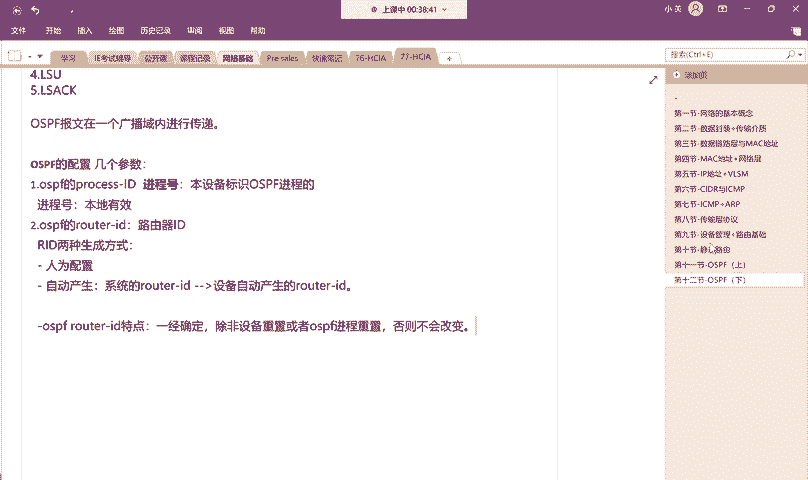 上课中 00:38:41
小 英
文件 开始 插入 绘图 历史记录 审阅 视图 帮助
学习 IE考试辅导 公开课 课程记录 网络基础 Pre sales 快速笔记 76-HCIA 77-HCIA +
搜索(Ctrl+E)
添加页
4.LSU
5.LSACK
OSPF报文在一个广播域内进行传递。
OSPF的配置 几个参数：
1.ospf的process-ID 进程号：本设备标识OSPF进程的
进程号：本地有效
2.ospf的router-id：路由器ID
RID两种生成方式：
- 人为配置
- 自动产生：系统的router-id -->设备自动产生的router-id。
-ospf router-id特点：一经确定，除非设备重置或者ospf进程重置，否则不会改变。
第一节-网络的基本概念
第二节-数据封装+传输介质
第三节-数据链路层与MAC地址
第四节-MAC地址+网络层
第五节-IP地址+VLSM
第六节-CIDR与ICMP
第七节-ICMP+ARP
第八节-传输层协议
第九节-设备管理+路由基础
第十节-静态路由
第十一节-OSPF（上）
第十二节-OSPF（下）